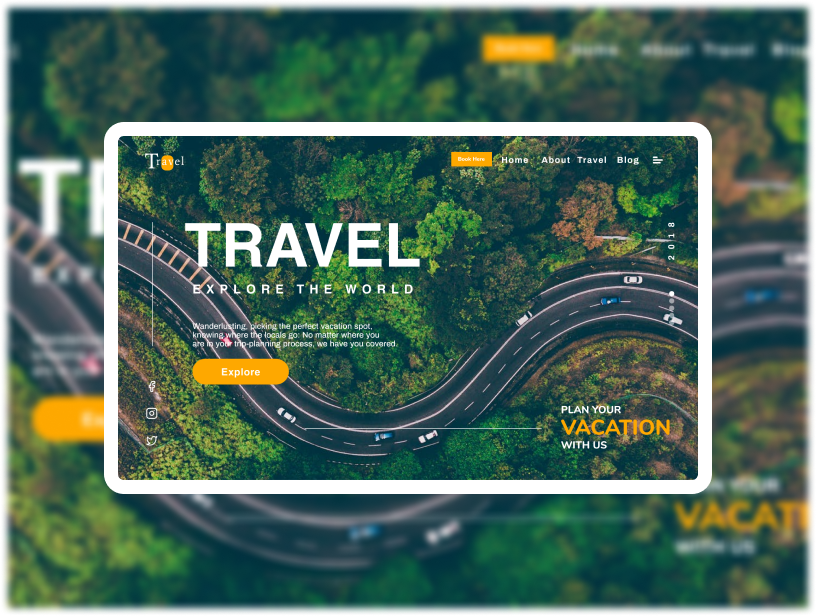 Travel
Book Here
Home
About
Travel
Blog
2018
TRAVEL
EXPLORE THE WORLD
Wanderlusting, picking the perfect vacation spot,
knowing where the locals go: No matter where you
are in your trip-planning process, we have you covered.
Explore
PLAN YOUR
VACATION
WITH US